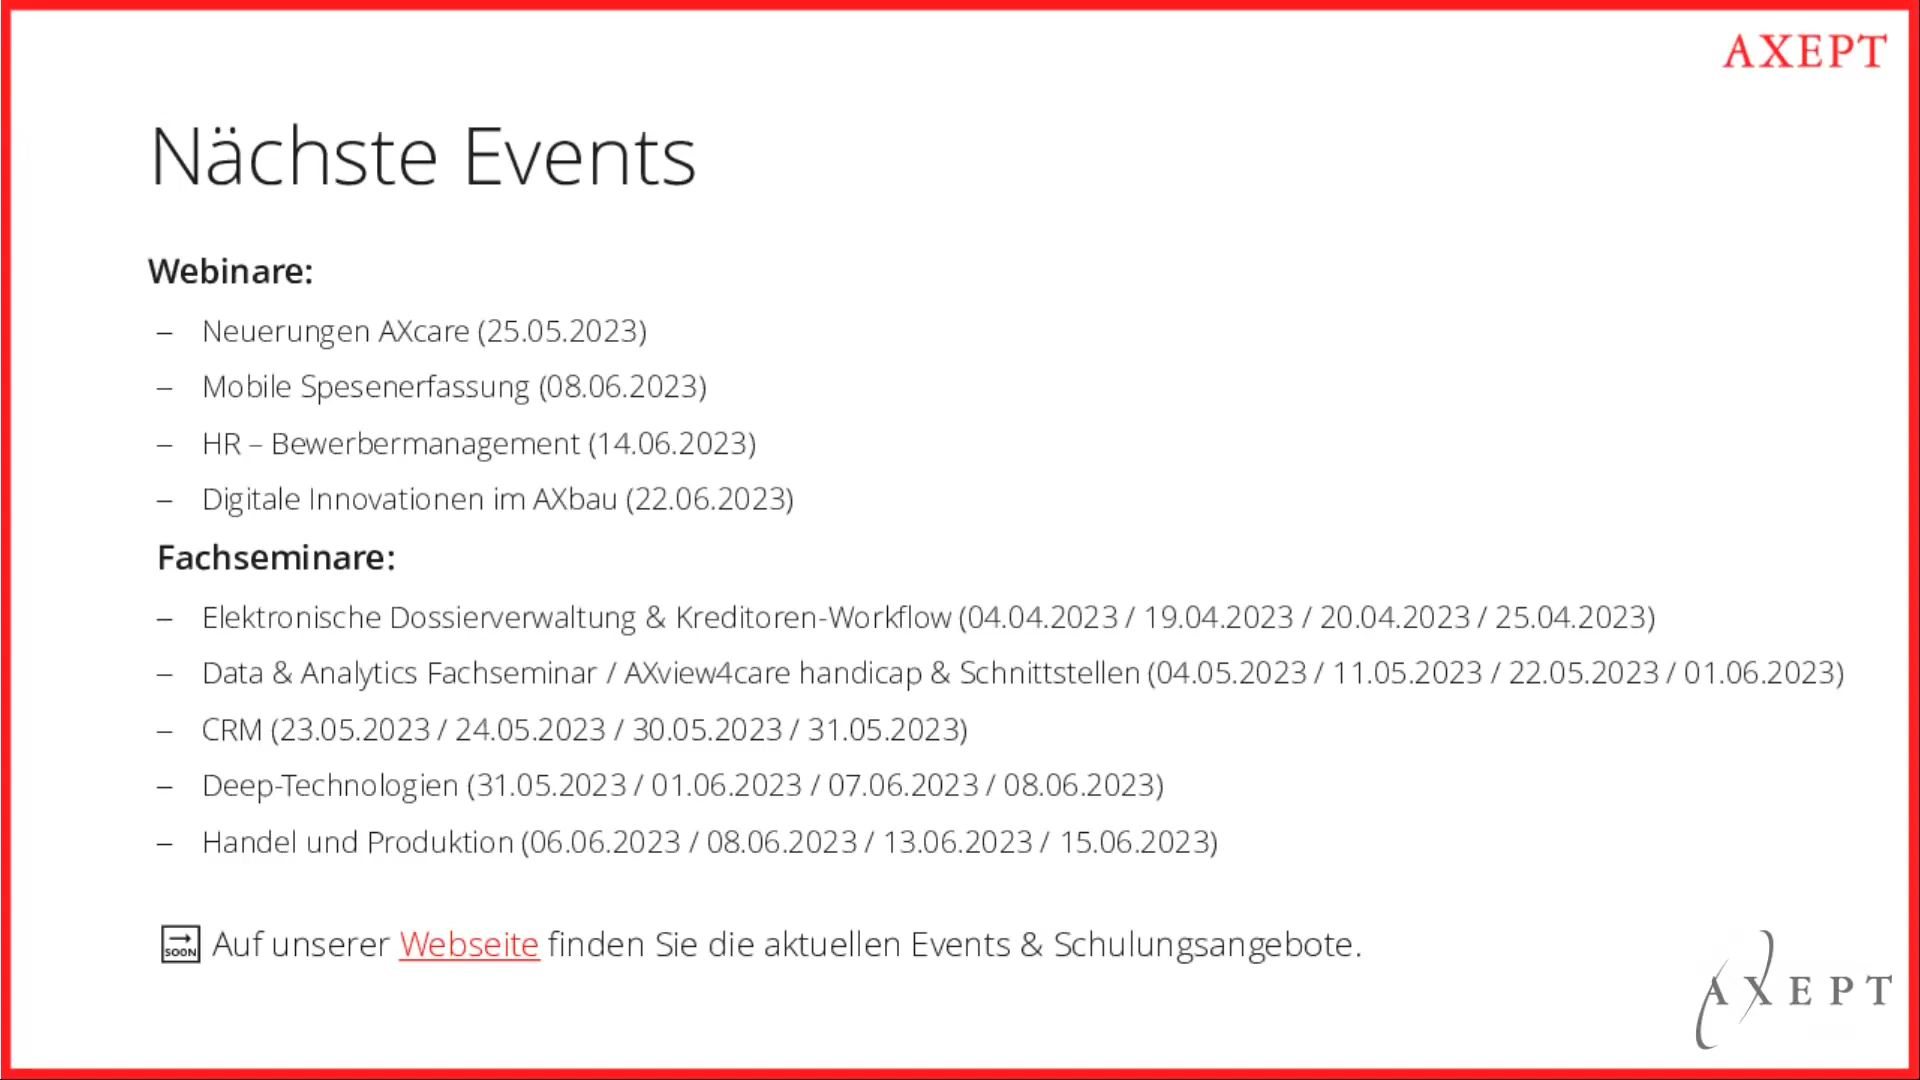 AXEPT
Nächste Events
Webinare:
– Neuerungen AXcare (25.05.2023)
– Mobile Spesenerfassung (08.06.2023)
– HR – Bewerbermanagement (14.06.2023)
– Digitale Innovationen im AXbau (22.06.2023)
Fachseminare:
– Elektronische Dossierverwaltung & Kreditoren-Workflow (04.04.2023 / 19.04.2023 / 20.04.2023 / 25.04.2023)
– Data & Analytics Fachseminar / AXview4care handicap & Schnittstellen (04.05.2023 / 11.05.2023 / 22.05.2023 / 01.06.2023)
– CRM (23.05.2023 / 24.05.2023 / 30.05.2023 / 31.05.2023)
– Deep-Technologien (31.05.2023 / 01.06.2023 / 07.06.2023 / 08.06.2023)
– Handel und Produktion (06.06.2023 / 08.06.2023 / 13.06.2023 / 15.06.2023)
SOON Auf unserer Webseite finden Sie die aktuellen Events & Schulungsangebote.
AXEPT